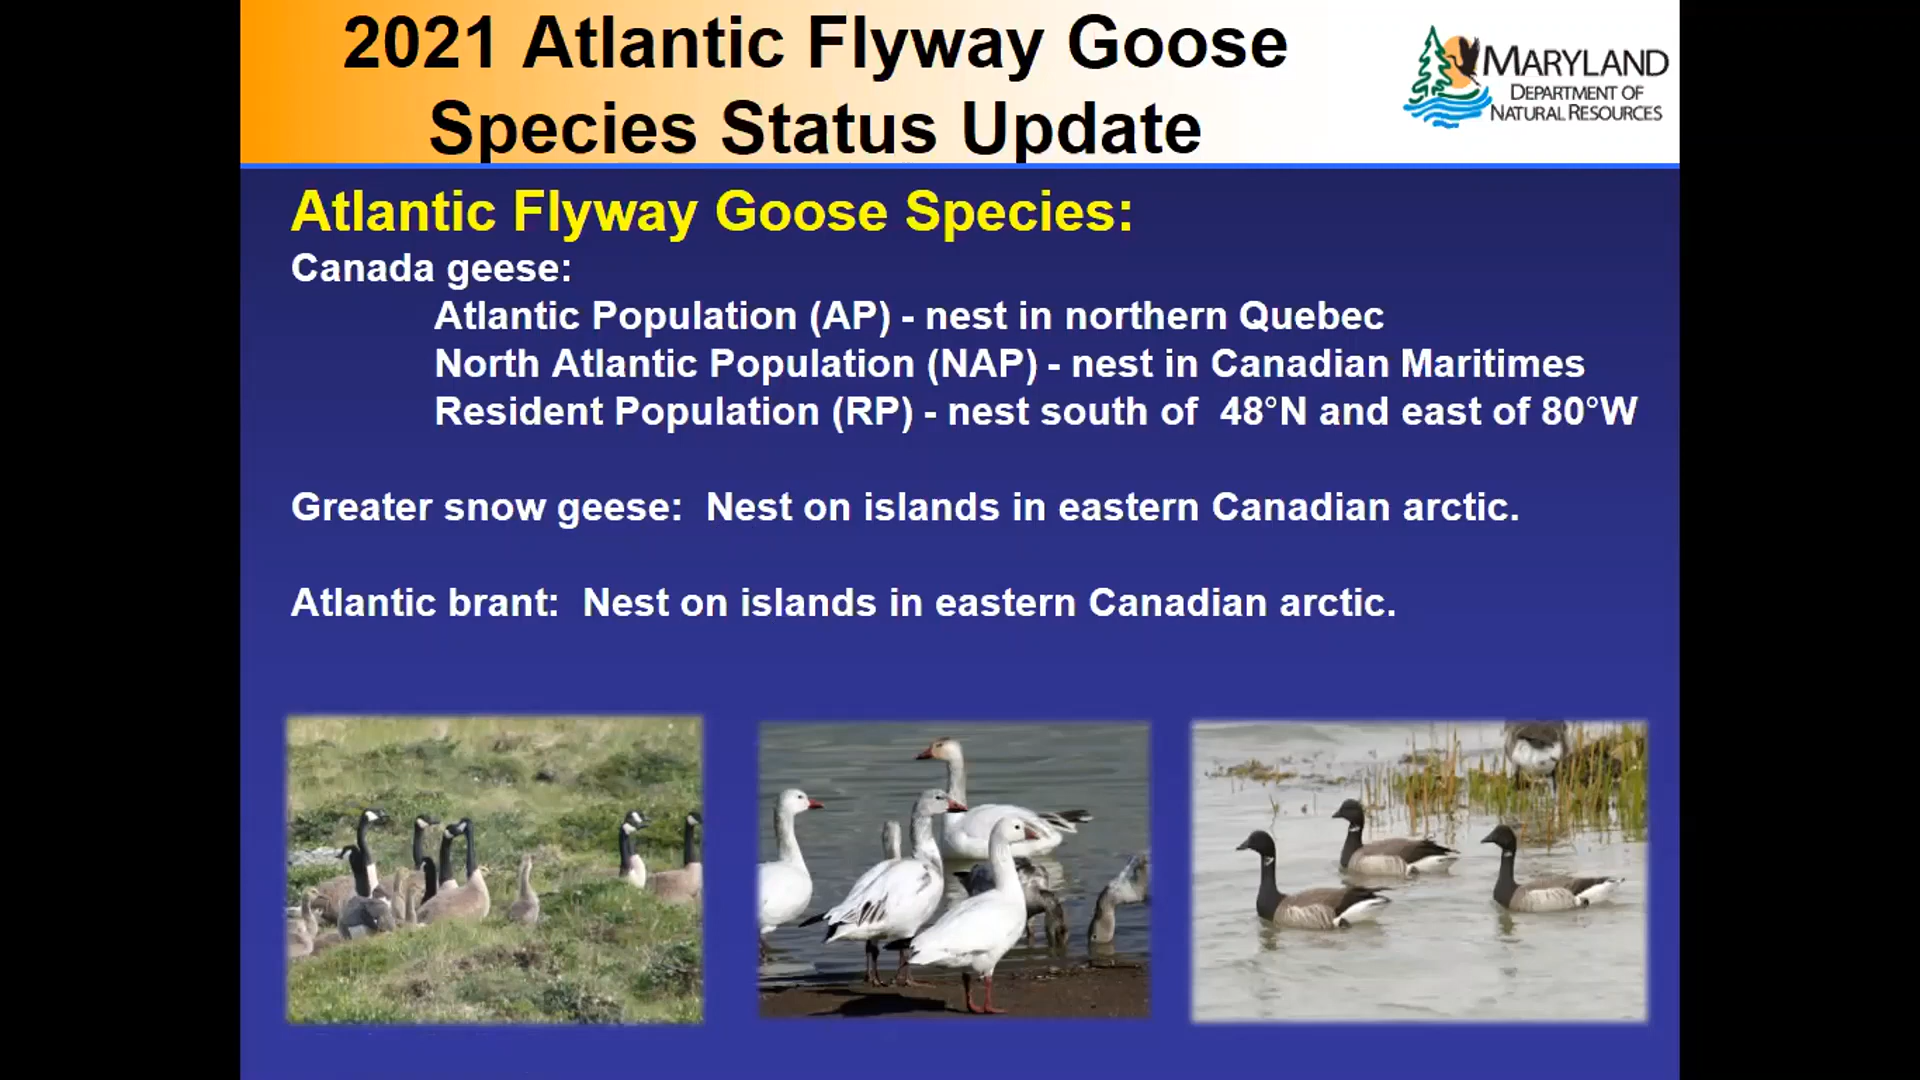 2021 Atlantic Flyway Goose
Species Status Update
MARYLAND
DEPARTMENT OF
NATURAL RESOURCES
Atlantic Flyway Goose Species:
Canada geese:
Atlantic Population (AP) - nest in northern Quebec
North Atlantic Population (NAP) - nest in Canadian Maritimes
Resident Population (RP) - nest south of 48°N and east of 80°W
Greater snow geese: Nest on islands in eastern Canadian arctic.
Atlantic brant: Nest on islands in eastern Canadian arctic.